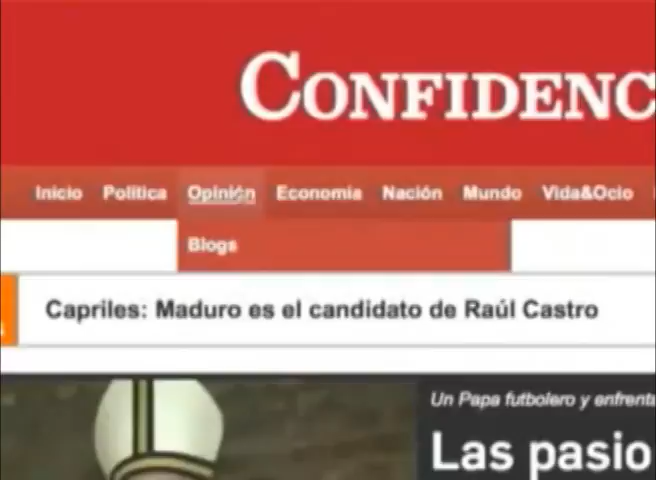 CONFIDENC
Inicio Política Opinión Economía Nación Mundo Vida&Ocio
Blogs
Capriles: Maduro es el candidato de Raúl Castro
Un Papa futbolero y enfrenta
Las pasio